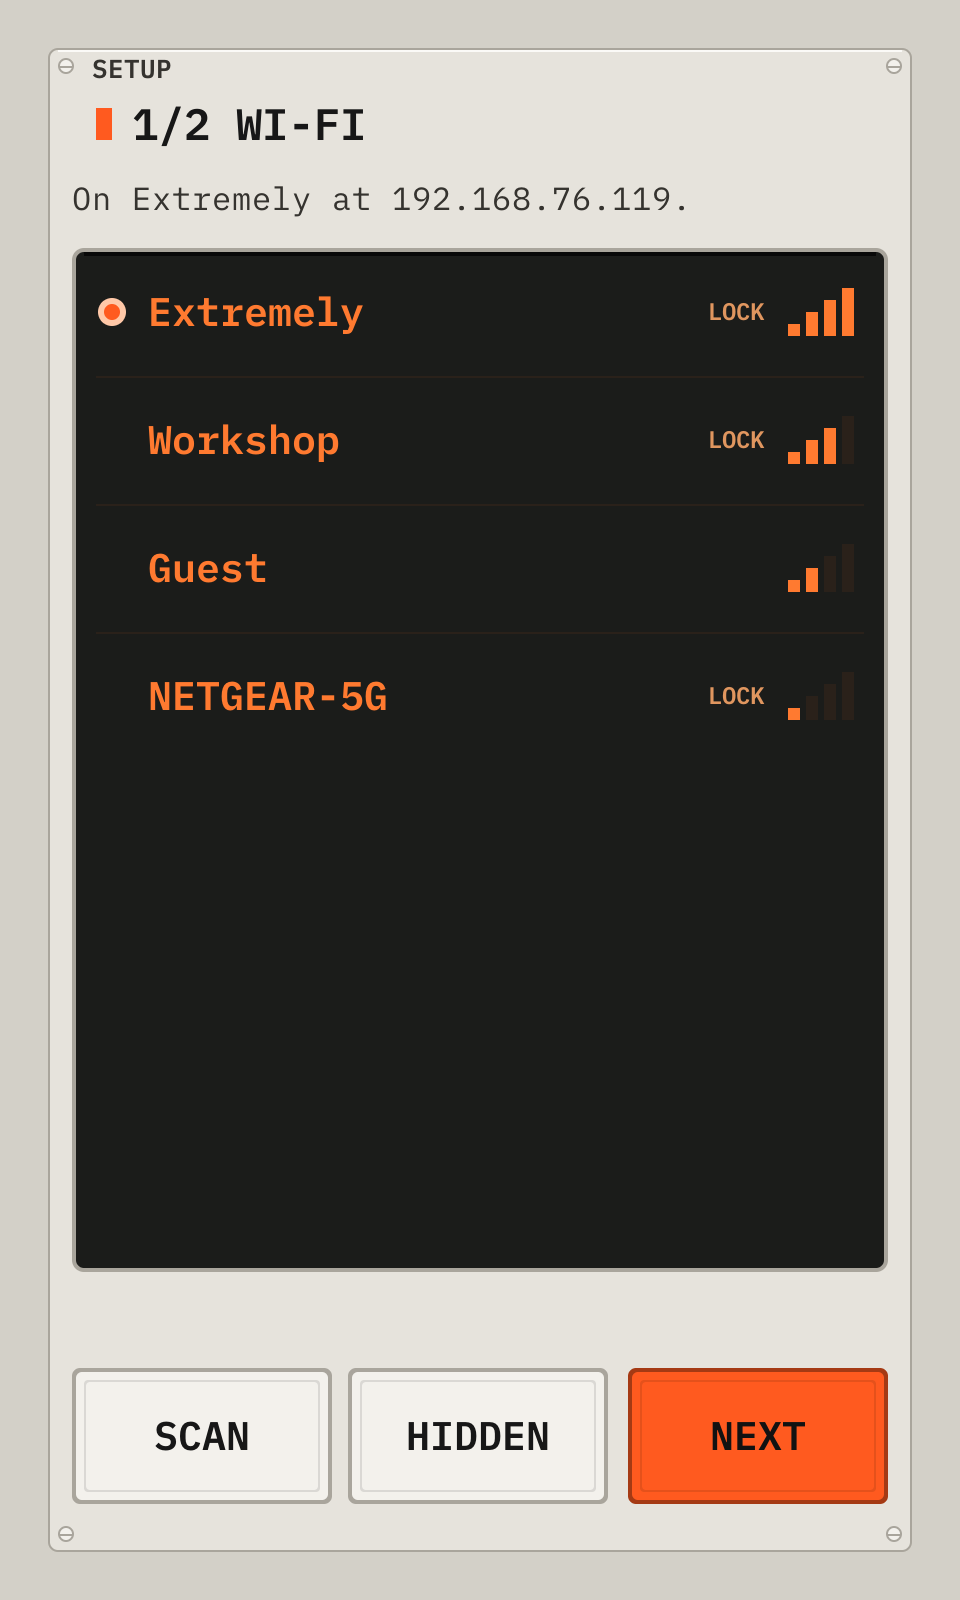 SETUP
1/2 WI-FI
On Extremely at 192.168.76.119.
Extremely LOCK
Workshop LOCK
Guest
NETGEAR-5G LOCK
SCAN HIDDEN NEXT